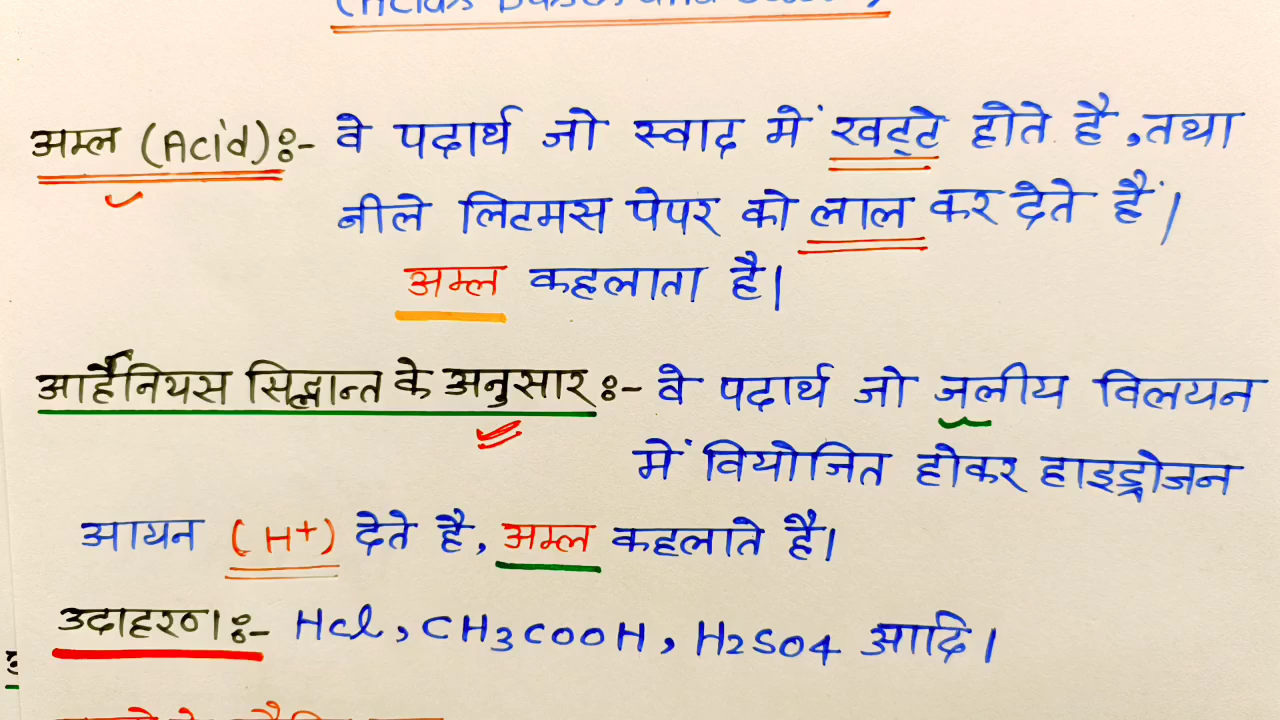 अम्ल (Acid):- वे पदार्थ जो स्वाद में खट्टे होते है, तथा
नीले लिटमस पेपर को लाल कर देते हैं।
अम्ल कहलाता है।
आर्हेनियस सिद्धान्त के अनुसार:- वे पदार्थ जो जलीय विलयन
में वियोजित होकर हाइड्रोजन
आयन (H+) देते है, अम्ल कहलाते हैं।
उदाहरण:- HCl, CH3COOH, H2SO4 आदि।